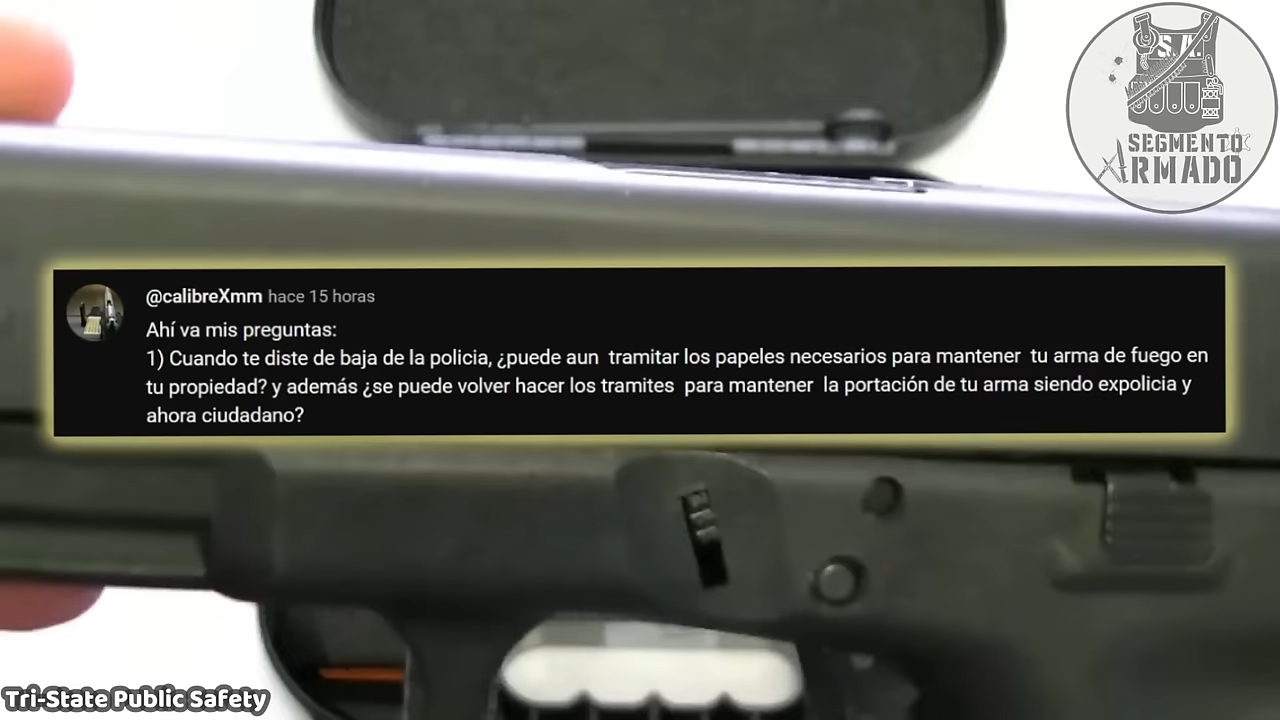 S.A.
SEGMENTO
ARMADO
@calibreXmm hace 15 horas
Ahí va mis preguntas:
1) Cuando te diste de baja de la policia, ¿puede aun tramitar los papeles necesarios para mantener tu arma de fuego en
tu propiedad? y además ¿se puede volver hacer los tramites para mantener la portación de tu arma siendo expolicia y
ahora ciudadano?
Tri-State Public Safety